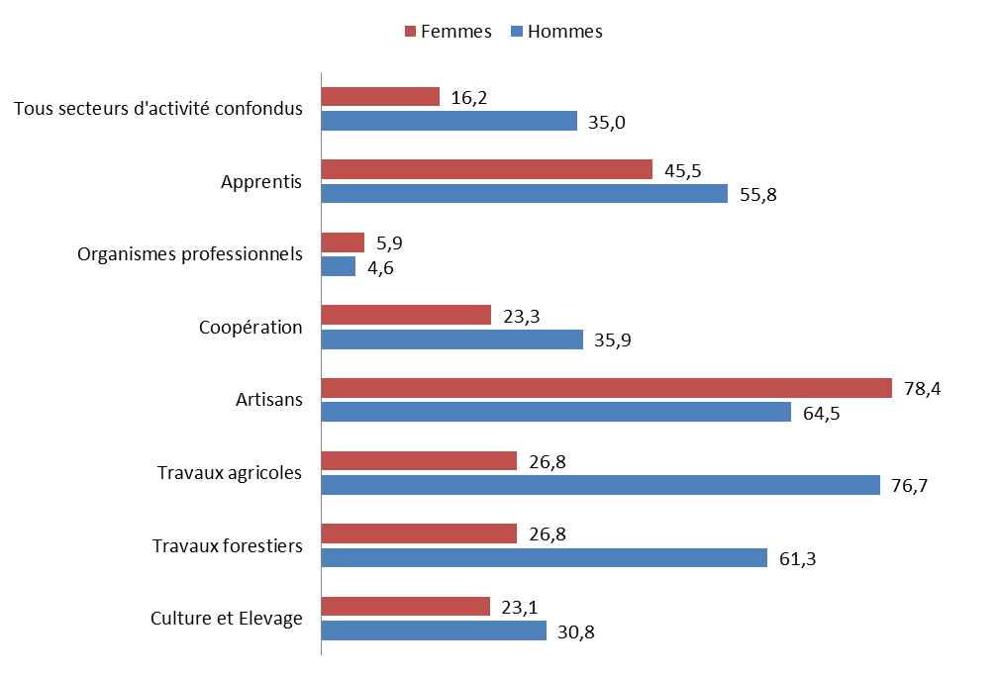 Femmes Hommes
Tous secteurs d'activité confondus
16,2
35,0
Apprentis
45,5
55,8
Organismes professionnels
5,9
4,6
Coopération
23,3
35,9
Artisans
78,4
64,5
Travaux agricoles
26,8
76,7
Travaux forestiers
26,8
61,3
Culture et Elevage
23,1
30,8